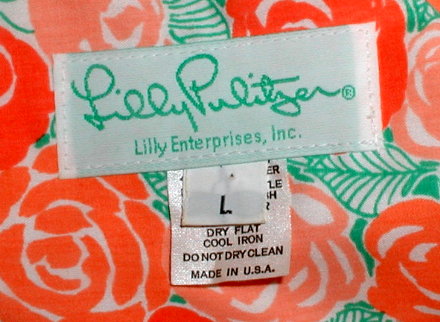 Lilly Pulitzer®
Lilly Enterprises, Inc.
L
DRY FLAT
COOL IRON
DO NOT DRY CLEAN
MADE IN U.S.A.